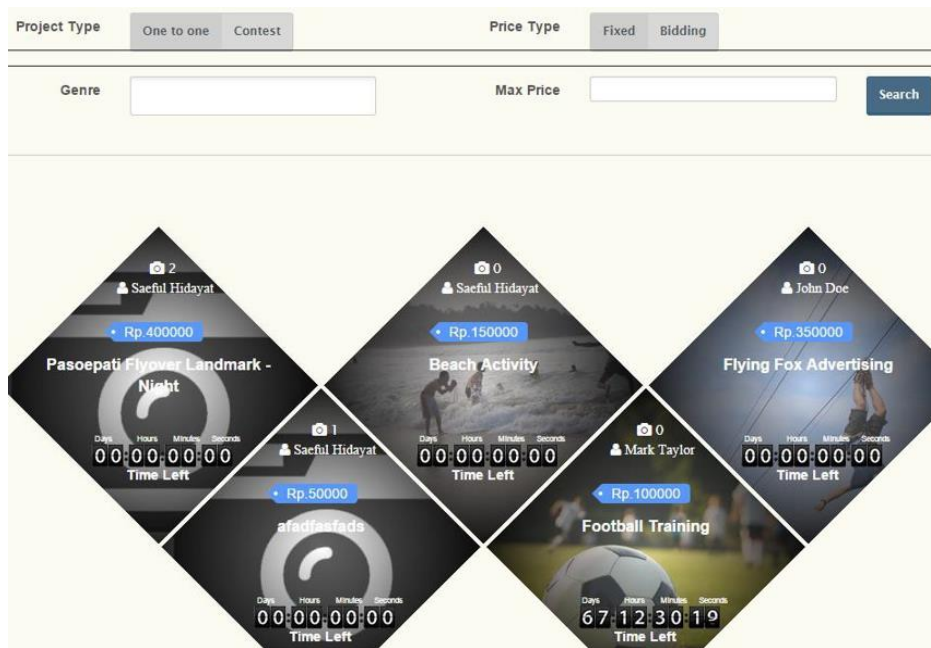 Project Type
One to one
Contest
Price Type
Fixed
Bidding
Genre
Max Price
Search
2
Saeful Hidayat
Rp.400000
Pasoepati Flyover Landmark -
Night
Days Hours Minutes Seconds
00:00:00:00
Time Left
0
Saeful Hidayat
Rp.150000
Beach Activity
Days Hours Minutes Seconds
00:00:00:00
Time Left
0
John Doe
Rp.350000
Flying Fox Advertising
Days Hours Minutes Seconds
00:00:00:00
Time Left
1
Saeful Hidayat
Rp.50000
afadfasfads
Days Hours Minutes Seconds
00:00:00:00
Time Left
0
Mark Taylor
Rp.100000
Football Training
Days Hours Minutes Seconds
67:12:30:19
Time Left